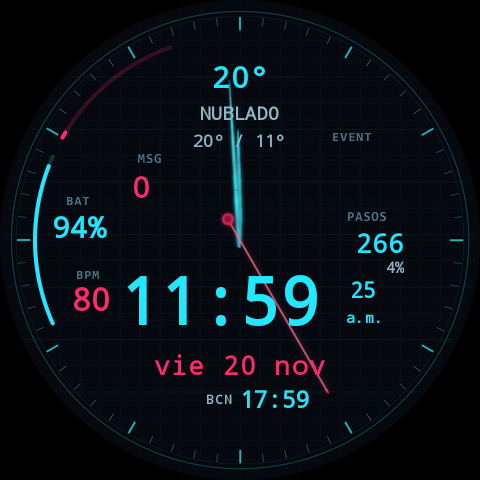 20°
NUBLADO
20° / 11°
EVENT
MSG
0
BAT
94%
PASOS
266
4%
BPM
80
11:59
25
a.m.
vie 20 nov
BCN 17:59